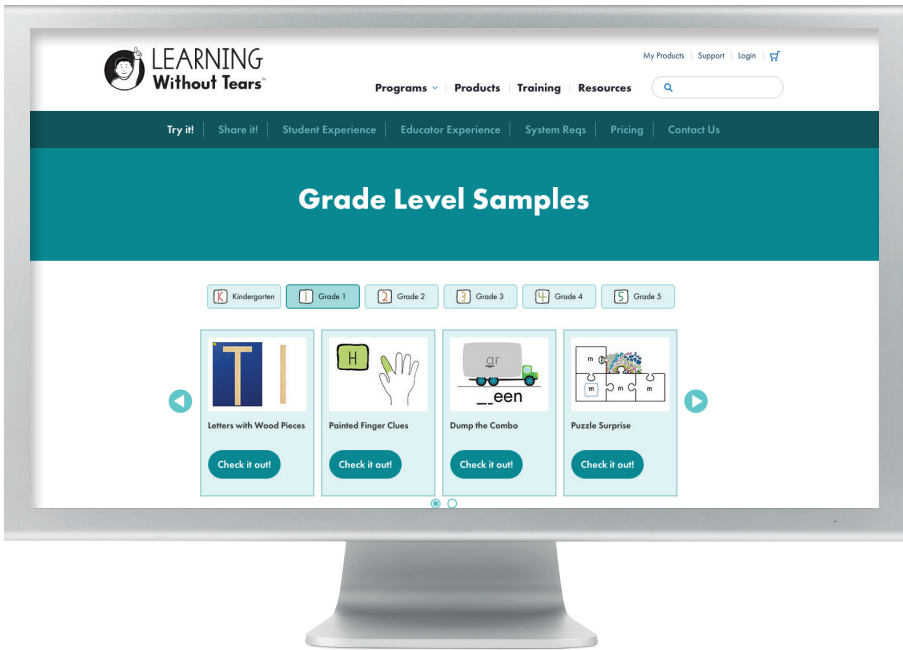 LEARNING
Without Tears™
My Products Support Login
Programs Products Training Resources
Try it! Share it! Student Experience Educator Experience System Reqs Pricing Contact Us
Grade Level Samples
K Kindergarten 1 Grade 1 2 Grade 2 3 Grade 3 4 Grade 4 5 Grade 5
T
H
gr
__een
m
m m m
Letters with Wood Pieces Painted Finger Clues Dump the Combo Puzzle Surprise
Check it out! Check it out! Check it out! Check it out!